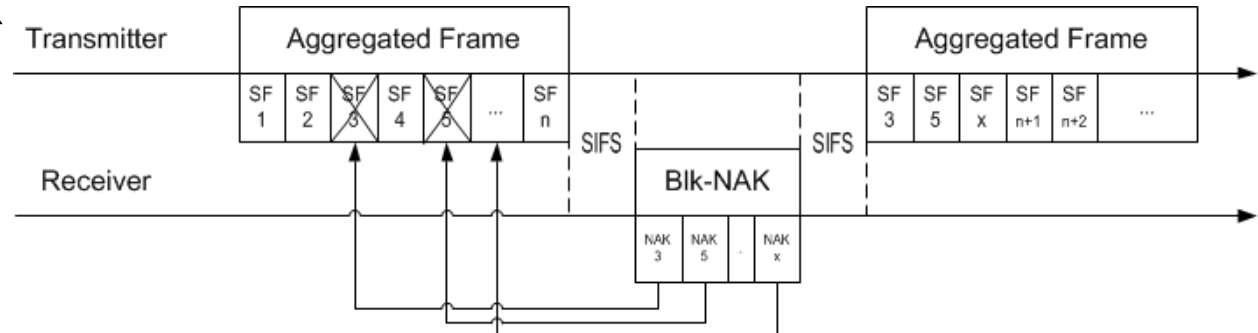 Transmitter
Aggregated Frame
Aggregated Frame
SF 1
SF 2
SF 3
SF 4
SF 5
...
SF n
SF 3
SF 5
SF x
SF n+1
SF n+2
...
SIFS
SIFS
Receiver
Blk-NAK
NAK 3
NAK 5
.
NAK x